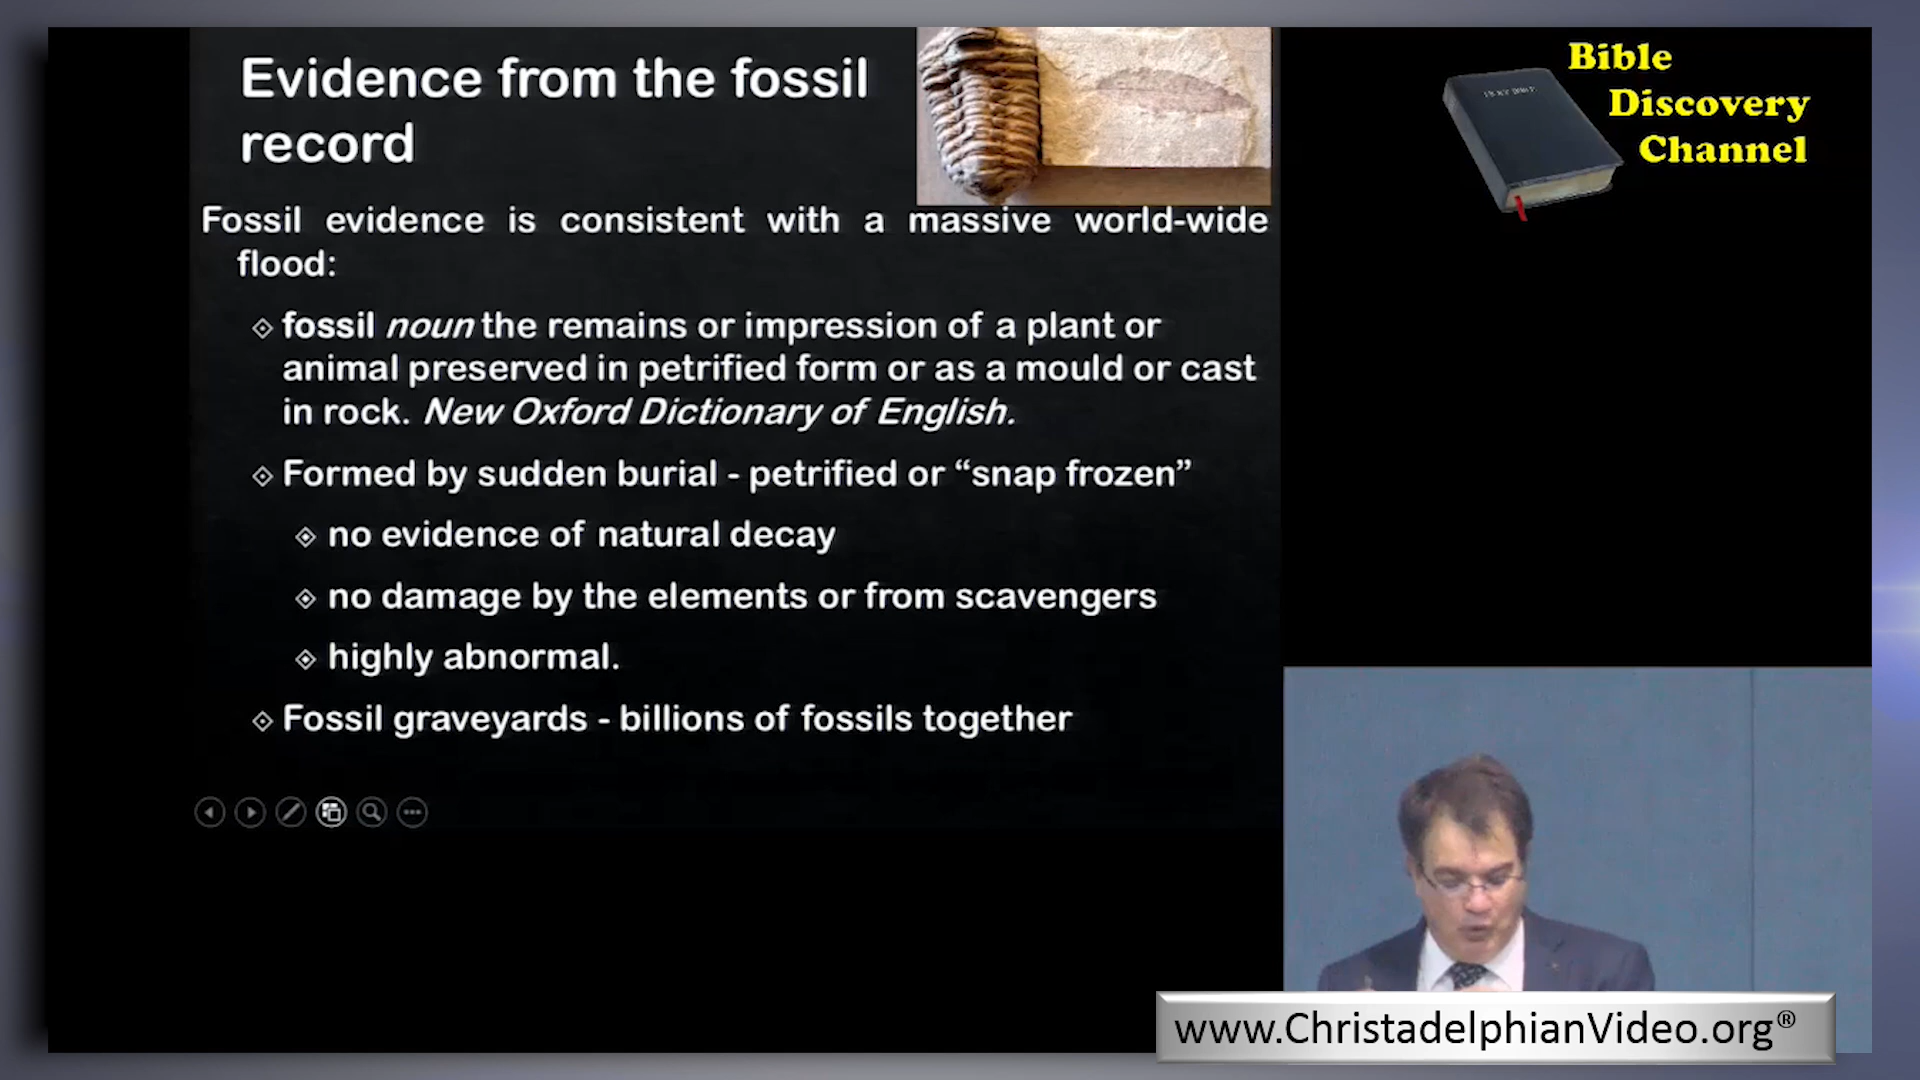 Evidence from the fossil
record
Fossil evidence is consistent with a massive world-wide
flood:
fossil noun the remains or impression of a plant or
animal preserved in petrified form or as a mould or cast
in rock. New Oxford Dictionary of English.
Formed by sudden burial - petrified or “snap frozen”
no evidence of natural decay
no damage by the elements or from scavengers
highly abnormal.
Fossil graveyards - billions of fossils together
Bible
Discovery
Channel
www.ChristadelphianVideo.org®